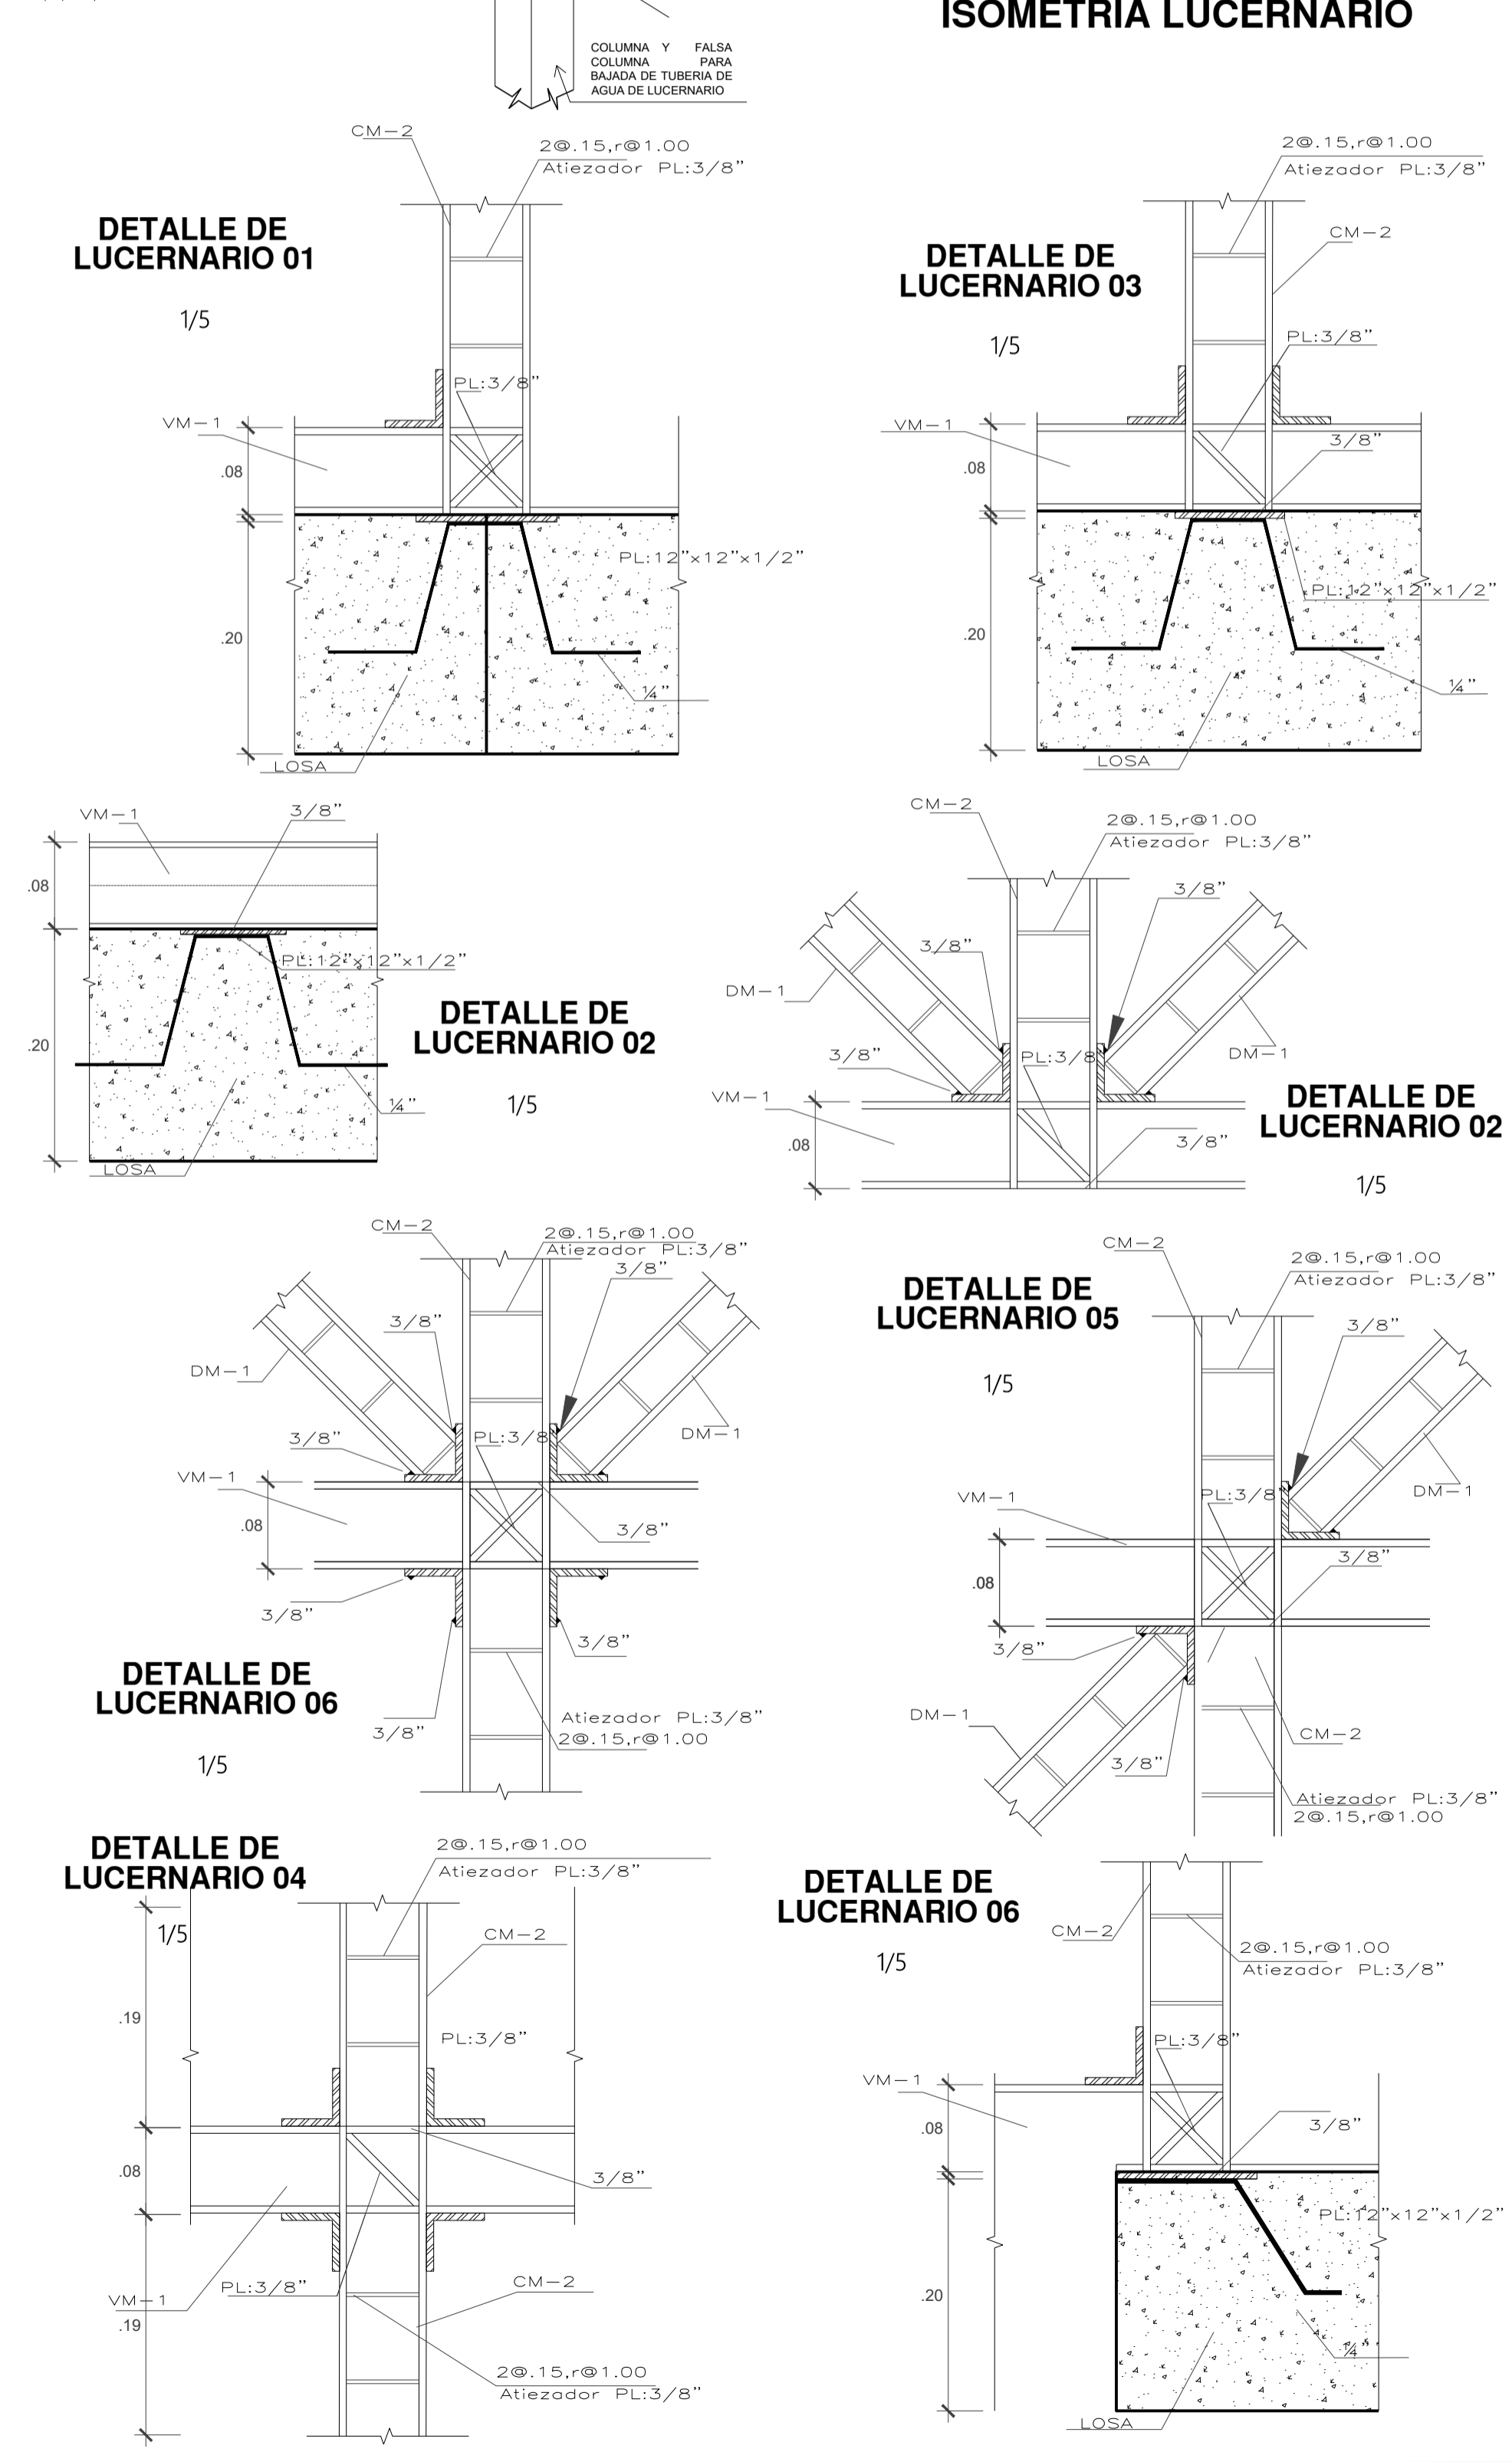 ISOMETRIA LUCERNARIO
COLUMNA Y FALSA
COLUMNA PARA
BAJADA DE TUBERIA DE
AGUA DE LUCERNARIO
DETALLE DE
LUCERNARIO 01
1/5
CM-2
2@.15,r@1.00
Atiezador PL:3/8"
PL:3/8"
VM-1
.08
PL:12"x12"x1/2"
.20
1/4"
LOSA
DETALLE DE
LUCERNARIO 03
1/5
2@.15,r@1.00
Atiezador PL:3/8"
CM-2
PL:3/8"
VM-1
3/8"
.08
PL:12"x12"x1/2"
.20
1/4"
LOSA
VM-1
3/8"
.08
PL:12"x12"x1/2"
.20
1/4"
LOSA
DETALLE DE
LUCERNARIO 02
1/5
CM-2
2@.15,r@1.00
Atiezador PL:3/8"
3/8"
3/8"
DM-1
DM-1
3/8"
PL:3/8
VM-1
.08
3/8"
DETALLE DE
LUCERNARIO 02
1/5
CM-2
2@.15,r@1.00
Atiezador PL:3/8"
3/8"
3/8"
DM-1
DM-1
3/8"
PL:3/8
VM-1
.08
3/8"
3/8"
3/8"
DETALLE DE
LUCERNARIO 06
1/5
3/8"
Atiezador PL:3/8"
2@.15,r@1.00
CM-2
DETALLE DE
LUCERNARIO 05
1/5
2@.15,r@1.00
Atiezador PL:3/8"
3/8"
PL:3/8"
DM-1
VM-1
.08
3/8"
3/8"
DM-1
CM-2
3/8"
Atiezador PL:3/8"
2@.15,r@1.00
DETALLE DE
LUCERNARIO 04
1/5
2@.15,r@1.00
Atiezador PL:3/8"
CM-2
.19
PL:3/8"
.08
3/8"
PL:3/8"
CM-2
VM-1
.19
2@.15,r@1.00
Atiezador PL:3/8"
DETALLE DE
LUCERNARIO 06
1/5
CM-2
2@.15,r@1.00
Atiezador PL:3/8"
PL:3/8"
VM-1
.08
3/8"
PL:12"x12"x1/2"
.20
1/4"
LOSA